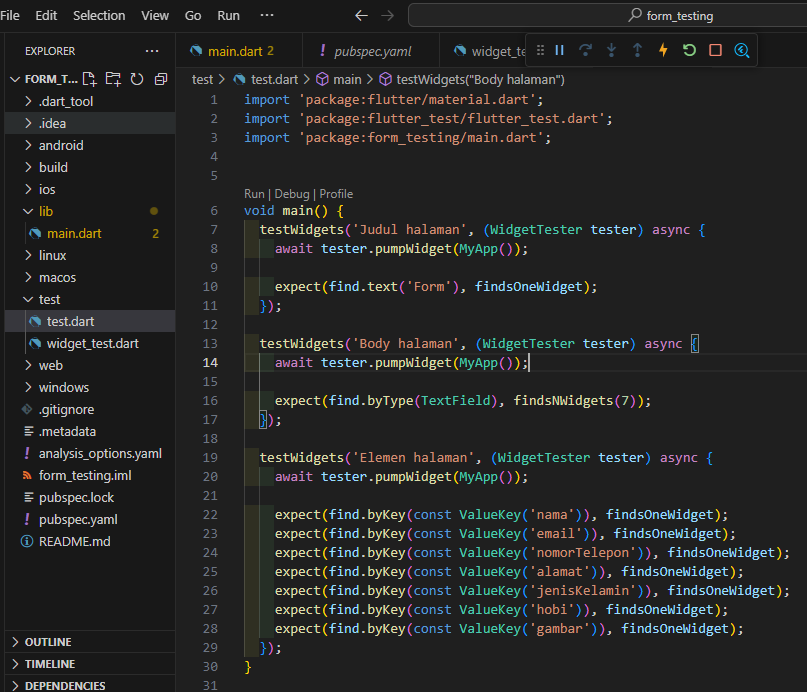 File Edit Selection View Go Run ··· form_testing
EXPLORER ···
FORM_T...
.dart_tool
.idea
android
build
ios
lib
main.dart 2
linux
macos
test
test.dart
widget_test.dart
web
windows
.gitignore
.metadata
analysis_options.yaml
form_testing.iml
pubspec.lock
pubspec.yaml
README.md
OUTLINE
TIMELINE
DEPENDENCIES
main.dart 2 ! pubspec.yaml widget_te
test > test.dart > main > testWidgets("Body halaman")
1 import 'package:flutter/material.dart';
2 import 'package:flutter_test/flutter_test.dart';
3 import 'package:form_testing/main.dart';
4
5
Run | Debug | Profile
6 void main() {
7 testWidgets('Judul halaman', (WidgetTester tester) async {
8 await tester.pumpWidget(MyApp());
9
10 expect(find.text('Form'), findsOneWidget);
11 });
12
13 testWidgets('Body halaman', (WidgetTester tester) async {
14 await tester.pumpWidget(MyApp());
15
16 expect(find.byType(TextField), findsNWidgets(7));
17 });
18
19 testWidgets('Elemen halaman', (WidgetTester tester) async {
20 await tester.pumpWidget(MyApp());
21
22 expect(find.byKey(const ValueKey('nama')), findsOneWidget);
23 expect(find.byKey(const ValueKey('email')), findsOneWidget);
24 expect(find.byKey(const ValueKey('nomorTelepon')), findsOneWidget);
25 expect(find.byKey(const ValueKey('alamat')), findsOneWidget);
26 expect(find.byKey(const ValueKey('jenisKelamin')), findsOneWidget);
27 expect(find.byKey(const ValueKey('hobi')), findsOneWidget);
28 expect(find.byKey(const ValueKey('gambar')), findsOneWidget);
29 });
30 }
31